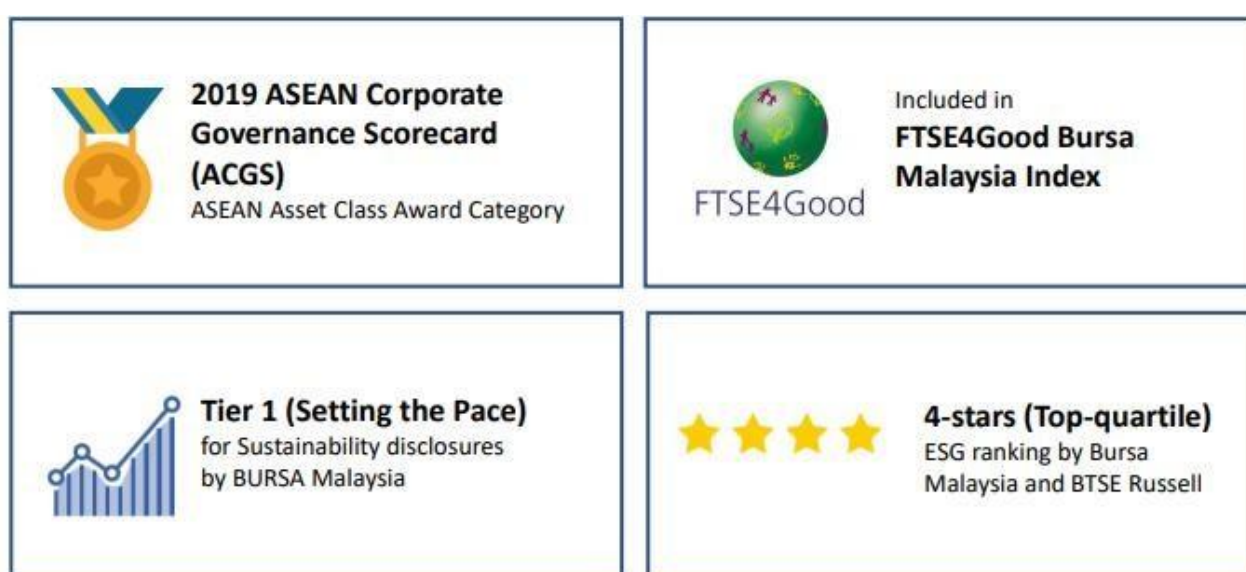 2019 ASEAN Corporate
Governance Scorecard
(ACGS)
ASEAN Asset Class Award Category
FTSE4Good
Included in
FTSE4Good Bursa
Malaysia Index
Tier 1 (Setting the Pace)
for Sustainability disclosures
by BURSA Malaysia
4-stars (Top-quartile)
ESG ranking by Bursa
Malaysia and BTSE Russell